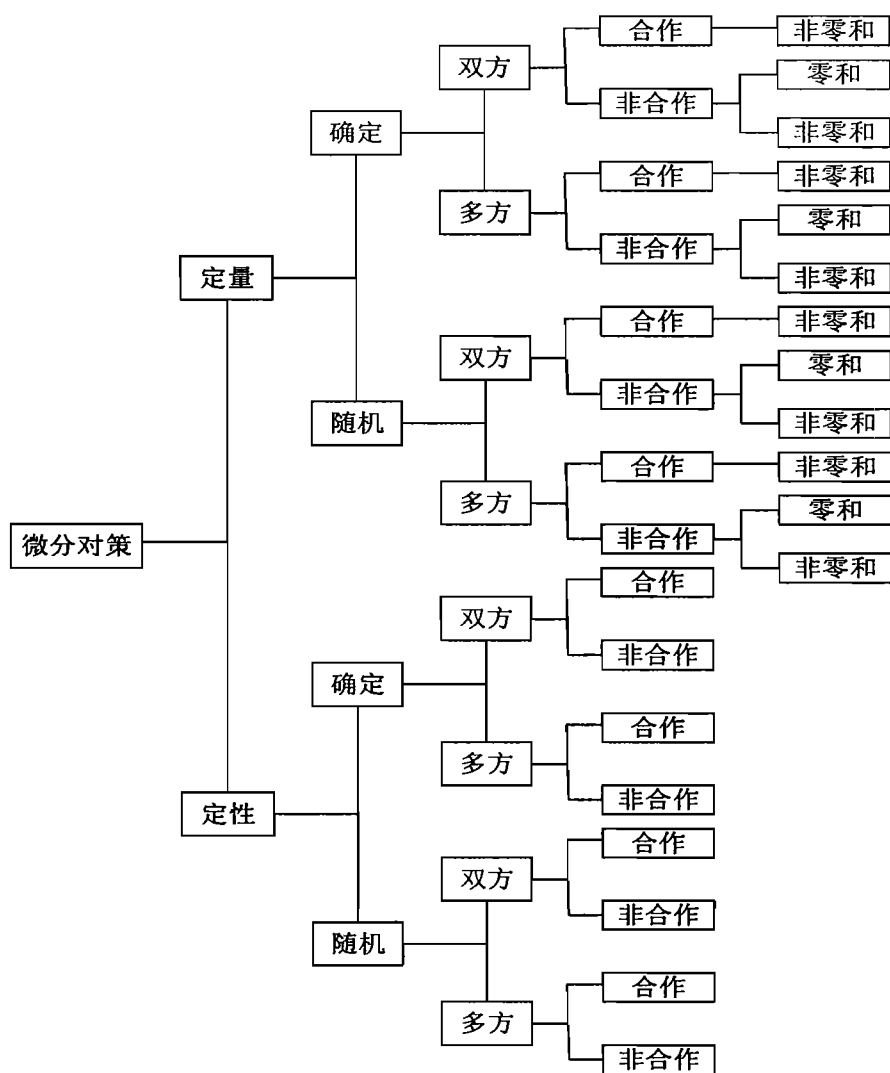 微分对策
定量
确定
双方
合作
非零和
非合作
零和
非零和
多方
合作
非零和
非合作
零和
非零和
随机
双方
合作
非零和
非合作
零和
非零和
多方
合作
非零和
非合作
零和
非零和
定性
确定
双方
合作
非合作
多方
合作
非合作
随机
双方
合作
非合作
多方
合作
非合作